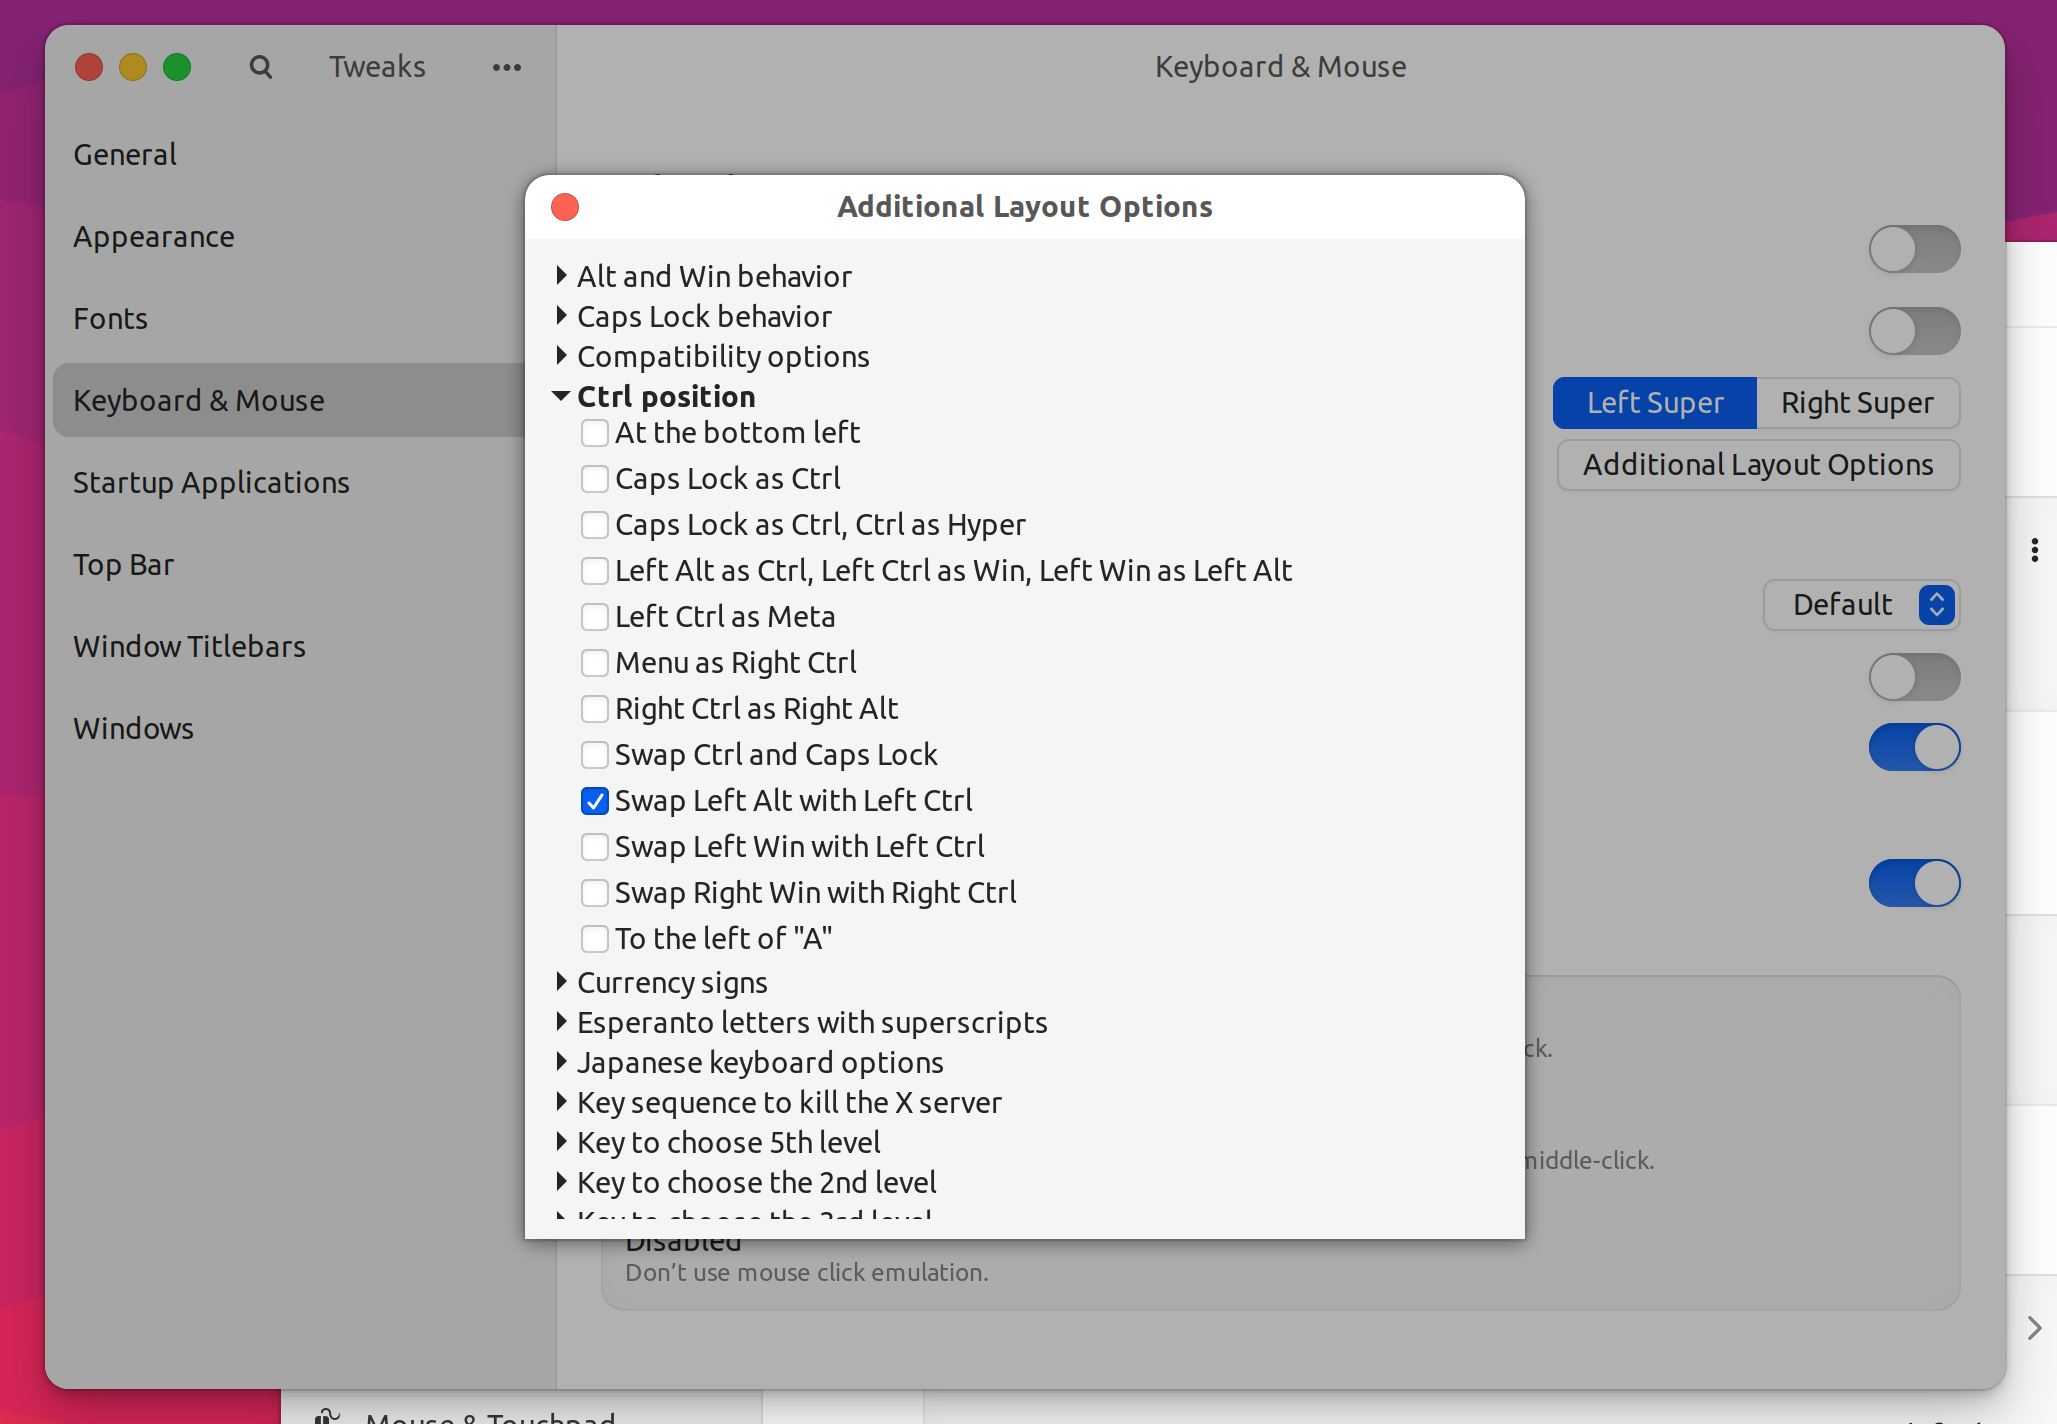 Tweaks
Keyboard & Mouse
General
Appearance
Fonts
Keyboard & Mouse
Startup Applications
Top Bar
Window Titlebars
Windows
Additional Layout Options
Alt and Win behavior
Caps Lock behavior
Compatibility options
Ctrl position
At the bottom left
Caps Lock as Ctrl
Caps Lock as Ctrl, Ctrl as Hyper
Left Alt as Ctrl, Left Ctrl as Win, Left Win as Left Alt
Left Ctrl as Meta
Menu as Right Ctrl
Right Ctrl as Right Alt
Swap Ctrl and Caps Lock
Swap Left Alt with Left Ctrl
Swap Left Win with Left Ctrl
Swap Right Win with Right Ctrl
To the left of "A"
Currency signs
Esperanto letters with superscripts
Japanese keyboard options
Key sequence to kill the X server
Key to choose 5th level
Key to choose the 2nd level
Key to choose the 3rd level
Left Super Right Super
Additional Layout Options
Default
ck.
middle-click.
Disabled
Don’t use mouse click emulation.
Mouse & Touchpad